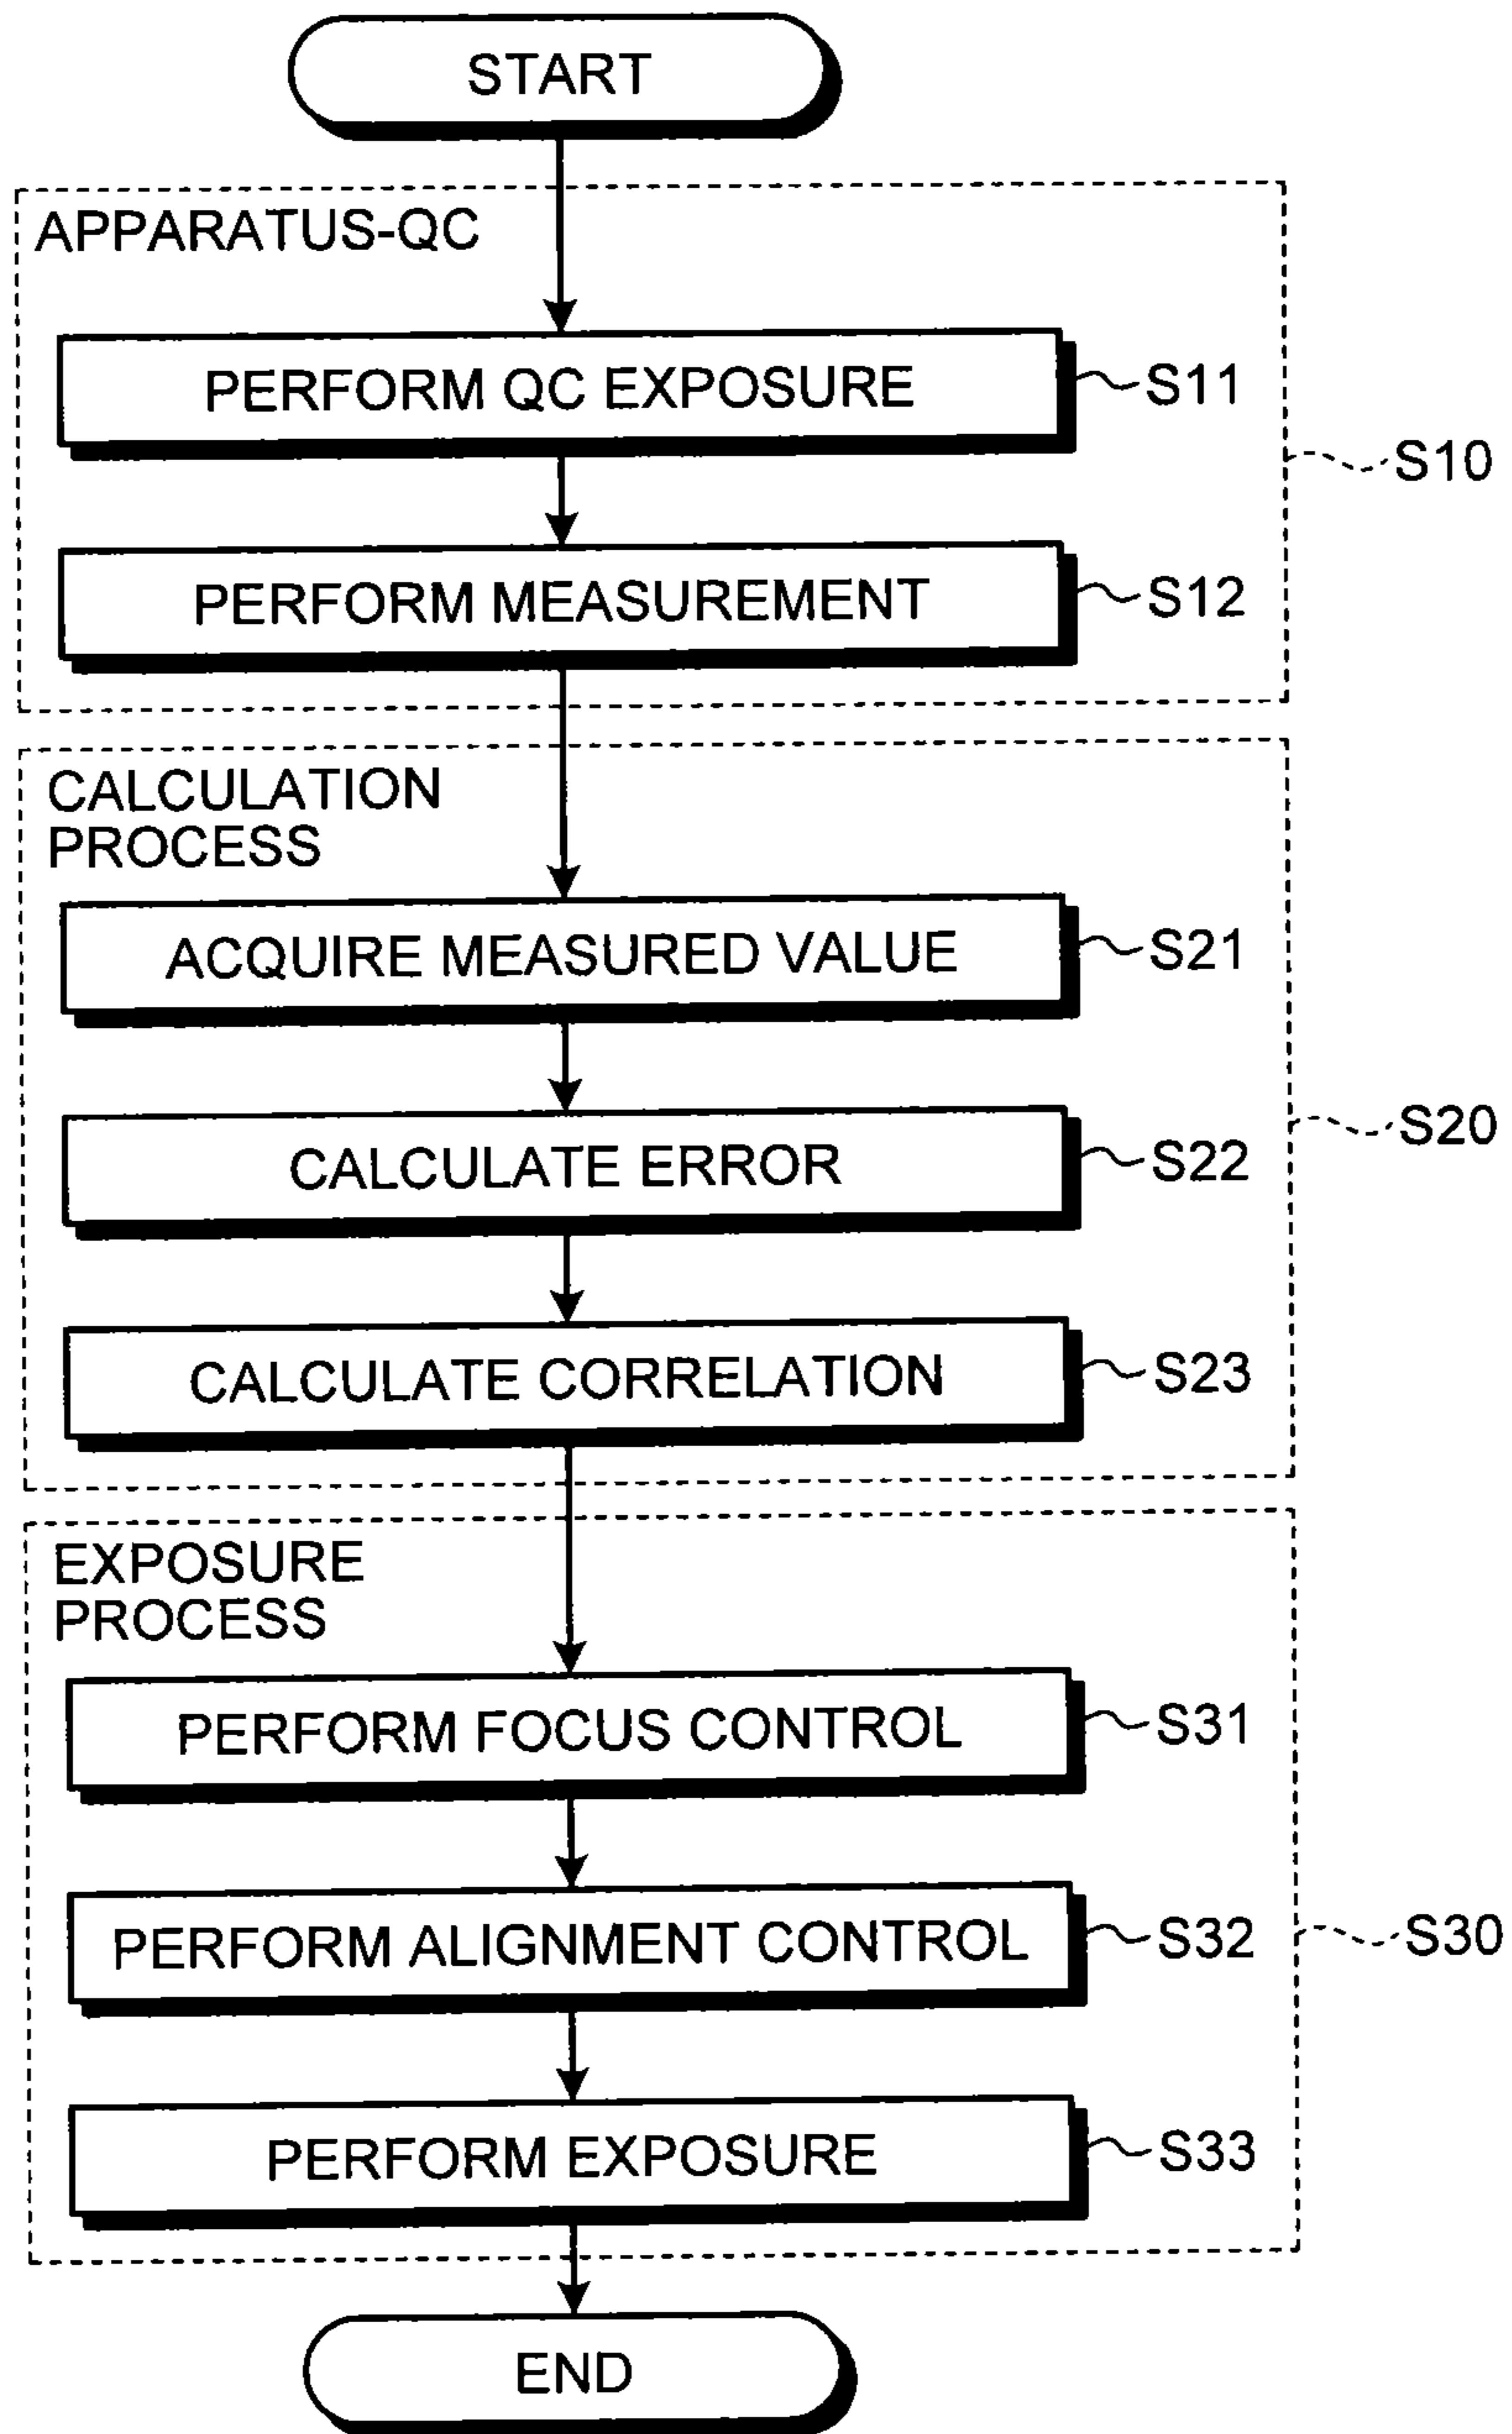 START
APPARATUS-QC
PERFORM QC EXPOSURE
S11
S10
PERFORM MEASUREMENT
S12
CALCULATION
PROCESS
ACQUIRE MEASURED VALUE
S21
CALCULATE ERROR
S22
S20
CALCULATE CORRELATION
S23
EXPOSURE
PROCESS
PERFORM FOCUS CONTROL
S31
PERFORM ALIGNMENT CONTROL
S32
S30
PERFORM EXPOSURE
S33
END